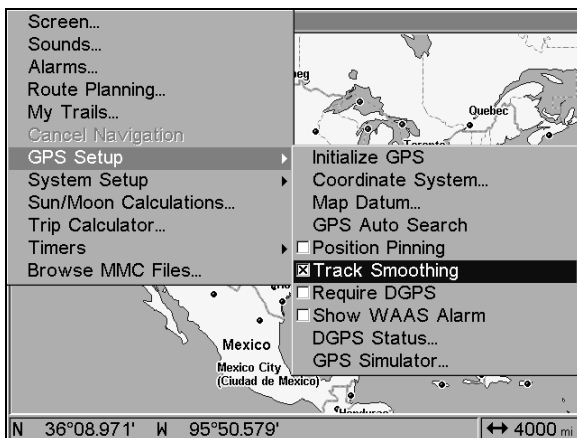 Screen...
Sounds...
Alarms...
Route Planning...
My Trails...
Cancel Navigation
GPS Setup
System Setup
Sun/Moon Calculations...
Trip Calculator...
Timers
Browse MMC Files...
Initialize GPS
Coordinate System...
Map Datum...
GPS Auto Search
Position Pinning
Track Smoothing
Require DGPS
Show WAAS Alarm
DGPS Status...
GPS Simulator...
Quebec
Mexico
Mexico City
(Ciudad de Mexico)
N 36°08.971' W 95°50.579'
↔ 4000 mi